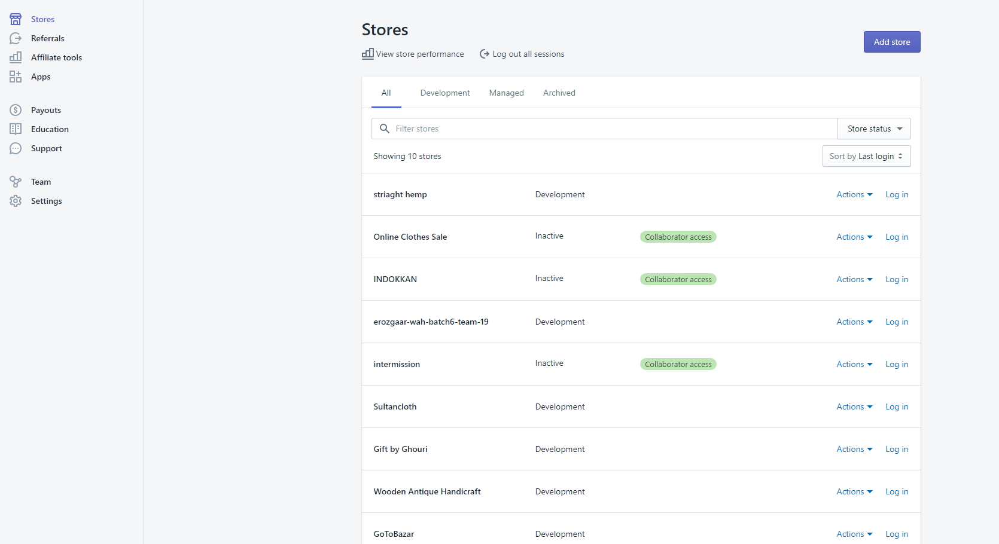 Stores
Referrals
Affiliate tools
Apps
Payouts
Education
Support
Team
Settings
Stores
View store performance Log out all sessions
Add store
All Development Managed Archived
Filter stores Store status
Showing 10 stores Sort by Last login
striaght hemp Development Actions Log in
Online Clothes Sale Inactive Collaborator access Actions Log in
INDOKKAN Inactive Collaborator access Actions Log in
erozgaar-wah-batch6-team-19 Development Actions Log in
intermission Inactive Collaborator access Actions Log in
Sultancloth Development Actions Log in
Gift by Ghouri Development Actions Log in
Wooden Antique Handicraft Development Actions Log in
GoToBazar Development Actions Log in